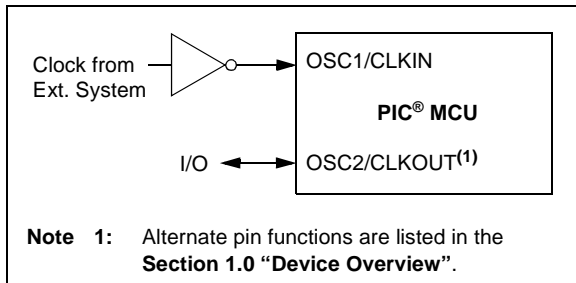 Clock from
Ext. System
OSC1/CLKIN
PIC® MCU
I/O
OSC2/CLKOUT(1)
Note 1: Alternate pin functions are listed in the
Section 1.0 “Device Overview”.